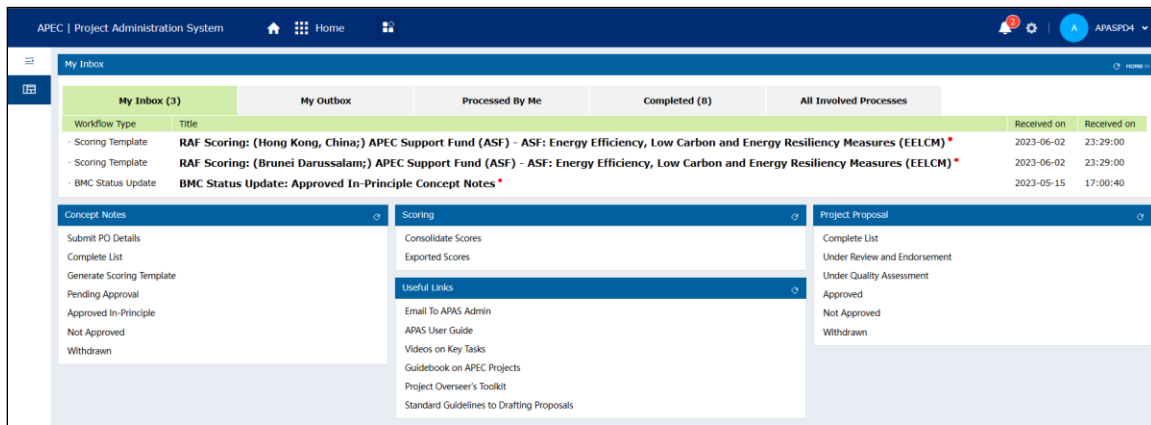 APEC | Project Administration System Home 2 A APASPD4
My Inbox HOME >>
My Inbox (3) My Outbox Processed By Me Completed (8) All Involved Processes
Workflow Type Title Received on Received on
· Scoring Template RAF Scoring: (Hong Kong, China;) APEC Support Fund (ASF) - ASF: Energy Efficiency, Low Carbon and Energy Resiliency Measures (EELCM) 2023-06-02 23:29:00
· Scoring Template RAF Scoring: (Brunei Darussalam;) APEC Support Fund (ASF) - ASF: Energy Efficiency, Low Carbon and Energy Resiliency Measures (EELCM) 2023-06-02 23:29:00
· BMC Status Update BMC Status Update: Approved In-Principle Concept Notes 2023-05-15 17:00:40
Concept Notes
Submit PO Details
Complete List
Generate Scoring Template
Pending Approval
Approved In-Principle
Not Approved
Withdrawn
Scoring
Consolidate Scores
Exported Scores
Useful Links
Email To APAS Admin
APAS User Guide
Videos on Key Tasks
Guidebook on APEC Projects
Project Overseer's Toolkit
Standard Guidelines to Drafting Proposals
Project Proposal
Complete List
Under Review and Endorsement
Under Quality Assessment
Approved
Not Approved
Withdrawn